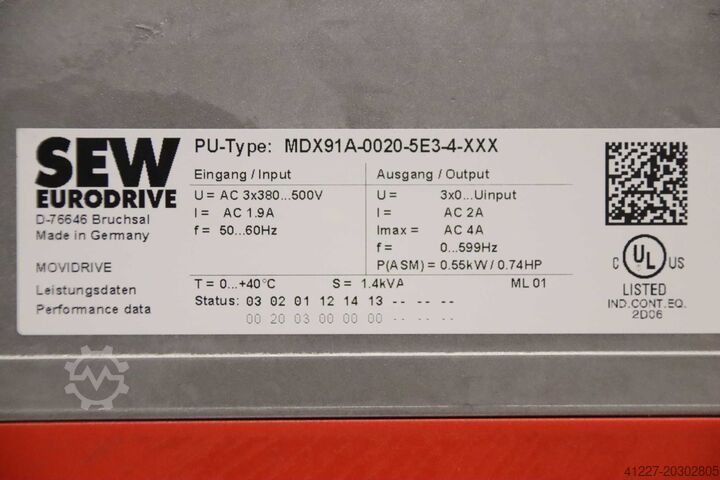 SEW
EURODRIVE
D-76646 Bruchsal
Made in Germany
MOVIDRIVE
Leistungsdaten
Performance data
PU-Type: MDX91A-0020-5E3-4-XXX
Eingang / Input
U = AC 3x380...500V
I = AC 1.9A
f = 50...60Hz
Ausgang / Output
U = 3x0...Uinput
I = AC 2A
Imax = AC 4A
f = 0...599Hz
P(ASM) = 0.55kW / 0.74HP
T = 0...+40°C S = 1.4kVA ML 01
Status: 03 02 01 12 14 13 -- -- -- --
00 20 03 00 00 00 -- -- -- --
C UL US
LISTED
IND.CONT.EQ.
2D06
41227-20302805